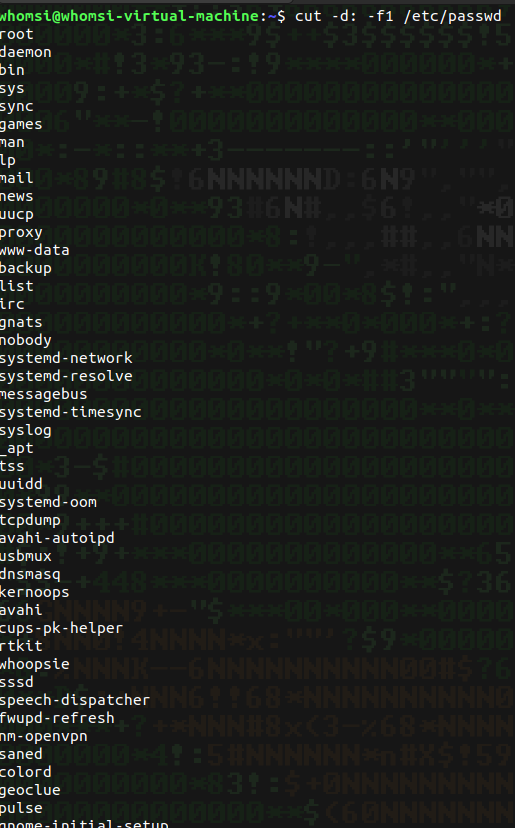 whomsi@whomsi-virtual-machine:~$ cut -d: -f1 /etc/passwd
root
daemon
bin
sys
sync
games
man
lp
mail
news
uucp
proxy
www-data
backup
list
irc
gnats
nobody
systemd-network
systemd-resolve
messagebus
systemd-timesync
syslog
_apt
tss
uuidd
systemd-oom
tcpdump
avahi-autoipd
usbmux
dnsmasq
kernoops
avahi
cups-pk-helper
rtkit
whoopsie
sssd
speech-dispatcher
fwupd-refresh
nm-openvpn
saned
colord
geoclue
pulse
gnome-initial-setup